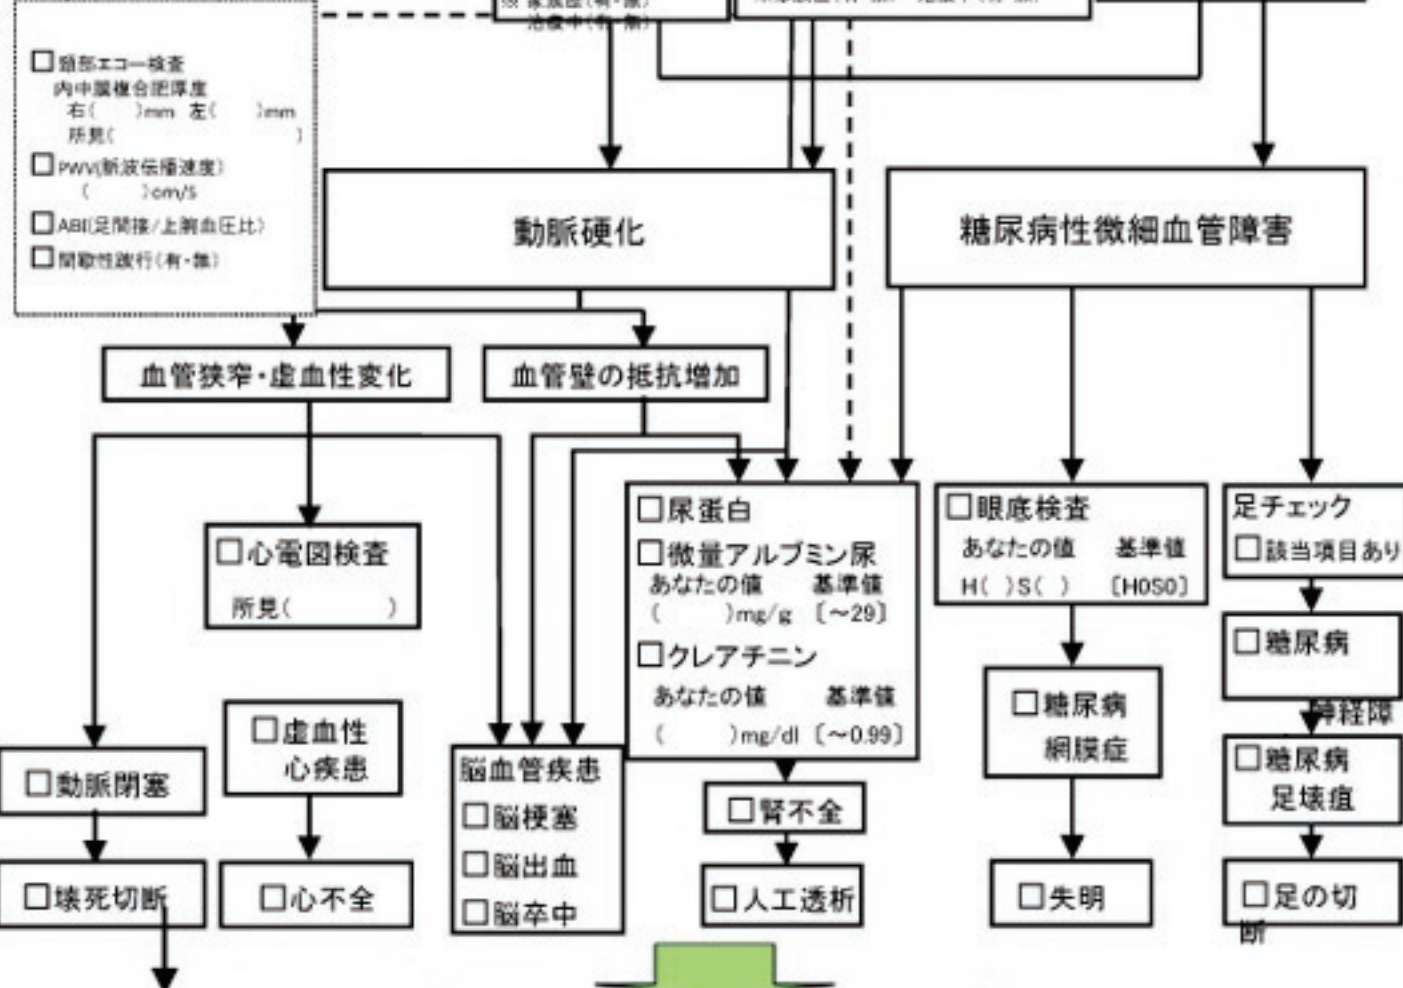 治療中(有・無)
□頸部エコー検査
内中膜複合肥厚度
右(　　)mm 左(　　)mm
所見(　　　　　　)
□PWV(脈波伝播速度)
(　　　)cm/S
□ABI(足関接/上腕血圧比)
□間歇性跛行(有・無)
動脈硬化
糖尿病性微細血管障害
血管狭窄・虚血性変化
血管壁の抵抗増加
□心電図検査
所見(　　　　)
□尿蛋白
□微量アルブミン尿
あなたの値　基準値
(　　　)mg/g [～29]
□クレアチニン
あなたの値　基準値
(　　　)mg/dl [～0.99]
□眼底検査
あなたの値　基準値
H( )S( )　[H0S0]
足チェック
□該当項目あり
□糖尿病
神経障
□虚血性
心疾患
□糖尿病
網膜症
□糖尿病
足壊疽
□動脈閉塞
脳血管疾患
□脳梗塞
□脳出血
□脳卒中
□腎不全
□壊死切断
□心不全
□人工透析
□失明
□足の切
断